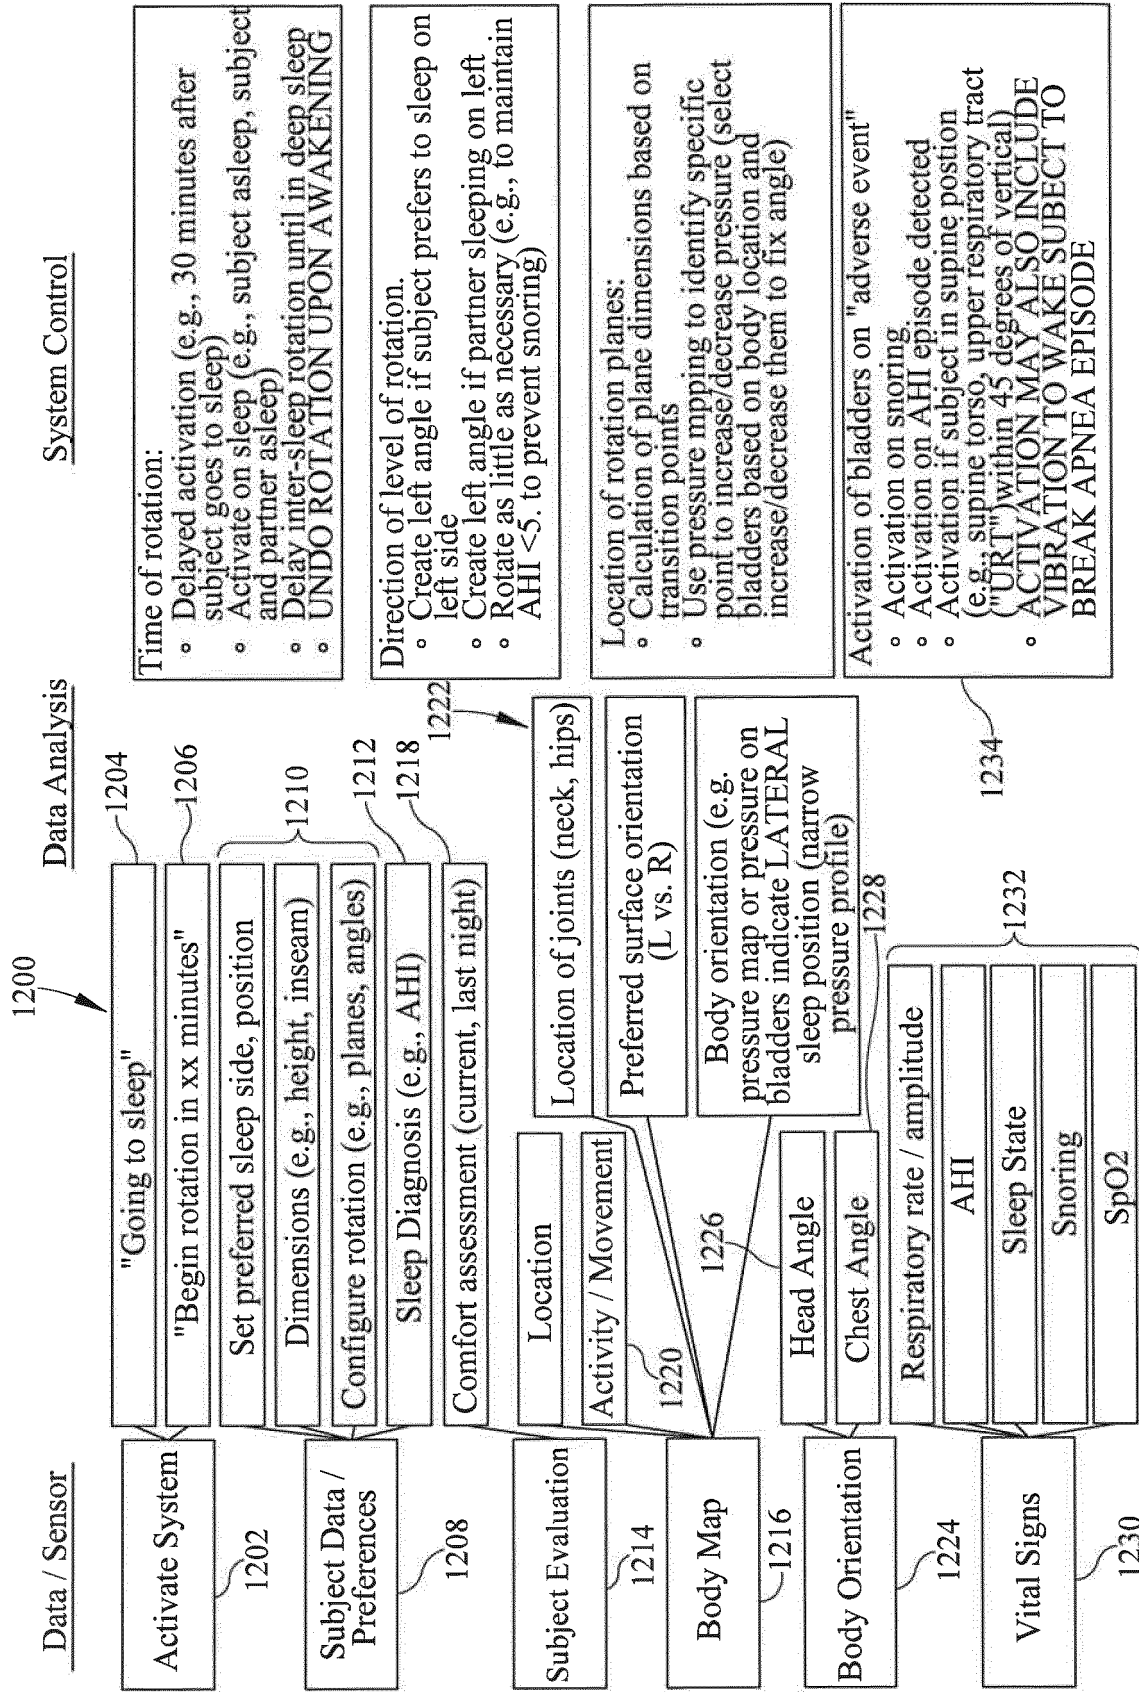 1200
Data / Sensor
Data Analysis
System Control
Activate System
1202
"Going to sleep"
1204
"Begin rotation in xx minutes"
1206
Subject Data /
Preferences
1208
Set preferred sleep side, position
Dimensions (e.g., height, inseam)
Configure rotation (e.g., planes, angles)
1210
Sleep Diagnosis (e.g., AHI)
1212
Subject Evaluation
1214
Comfort assessment (current, last night)
1218
Body Map
1216
Location
Activity / Movement
1220
1222
Location of joints (neck, hips)
Preferred surface orientation
(L vs. R)
Body orientation (e.g.
pressure map or pressure on
bladders indicate LATERAL
sleep position (narrow
pressure profile)
Body Orientation
1224
Head Angle
1226
Chest Angle
1228
Vital Signs
1230
Respiratory rate / amplitude
AHI
Sleep State
Snoring
SpO2
1232
Time of rotation:
◦ Delayed activation (e.g., 30 minutes after
subject goes to sleep)
◦ Activate on sleep (e.g., subject asleep, subject
and partner asleep)
◦ Delay inter-sleep rotation until in deep sleep
◦ UNDO ROTATION UPON AWAKENING
Direction of level of rotation.
◦ Create left angle if subject prefers to sleep on
left side
◦ Create left angle if partner sleeping on left
◦ Rotate as little as necessary (e.g., to maintain
AHI <5. to prevent snoring)
Location of rotation planes:
◦ Calculation of plane dimensions based on
transition points
◦ Use pressure mpping to identify specific
point to increase/decrease pressure (select
bladders based on body location and
increase/decrease them to fix angle)
Activation of bladders on "adverse event"
◦ Activation on snoring
◦ Activation on AHI episode detected
◦ Activation if subject in supine postion
(e.g., supine torso, upper respiratory tract
("URT")within 45 degrees of vertical)
◦ ACTIVATION MAY ALSO INCLUDE
VIBRATION TO WAKE SUBECT TO
BREAK APNEA EPISODE
1234